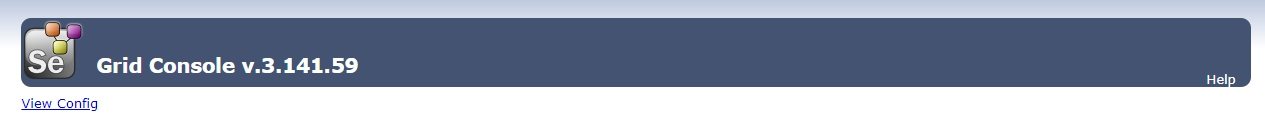 Se
Grid Console v.3.141.59
Help
View Config